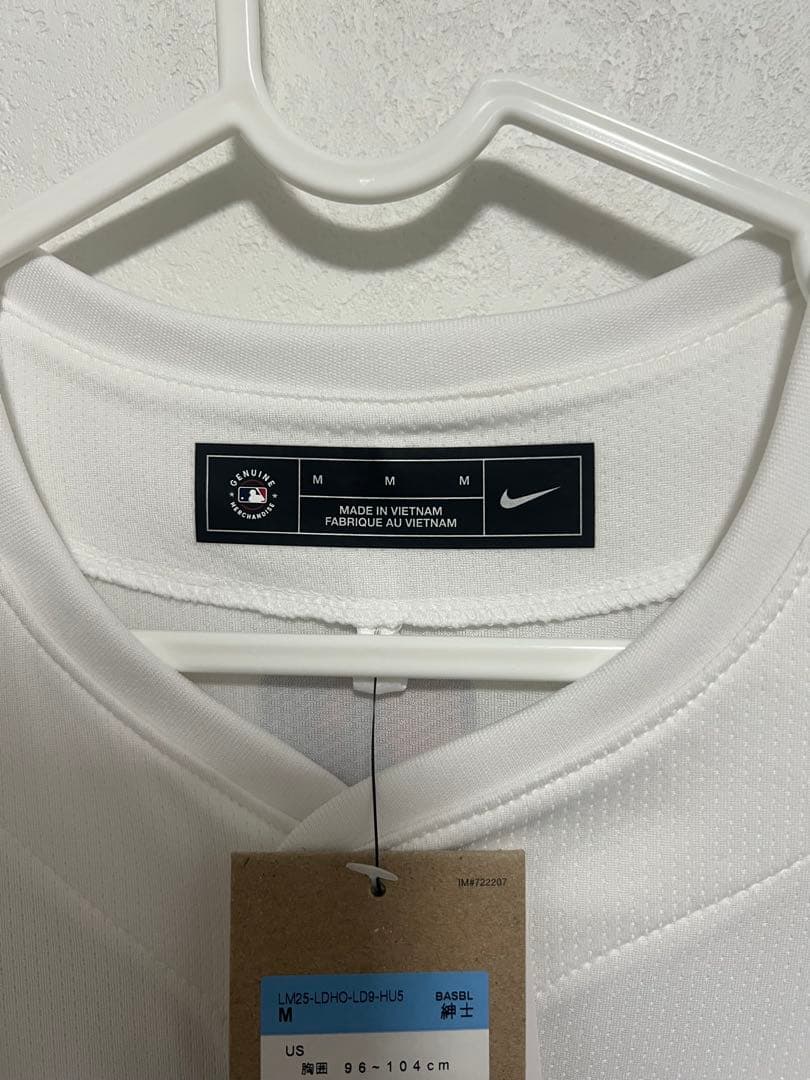 GENUINE
MERCHANDISE
M M M
MADE IN VIETNAM
FABRIQUE AU VIETNAM
IM#722207
LM25-LDHO-LD9-HU5 BASBL
M 紳士
US
胸囲 96~104cm